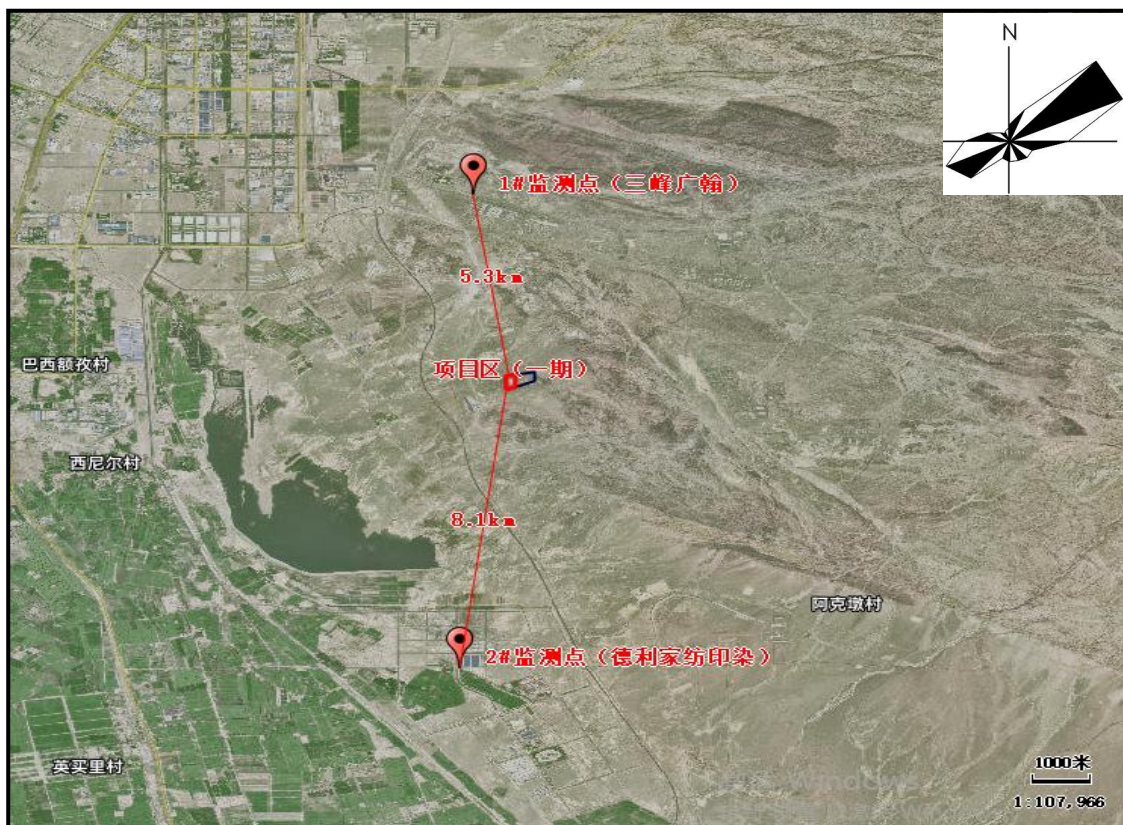 N
1#监测点（三峰广翰）
5.3km
巴西额孜村
项目区（一期）
西尼尔村
8.1km
阿克墩村
2#监测点（德利家纺印染）
英买里村
1000米
1:107,966